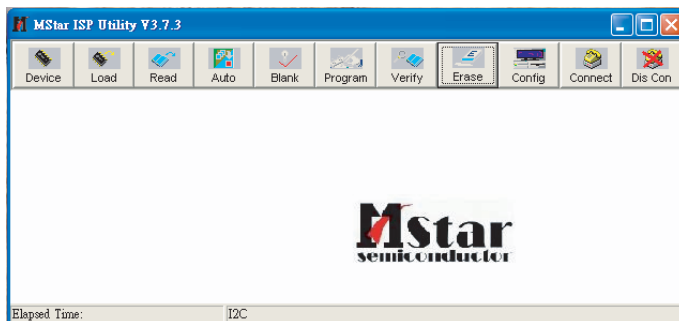 MStar ISP Utility V3.7.3
Device Load Read Auto Blank Program Verify Erase Config Connect Dis Con
MStar
semiconductor
Elapsed Time: I2C